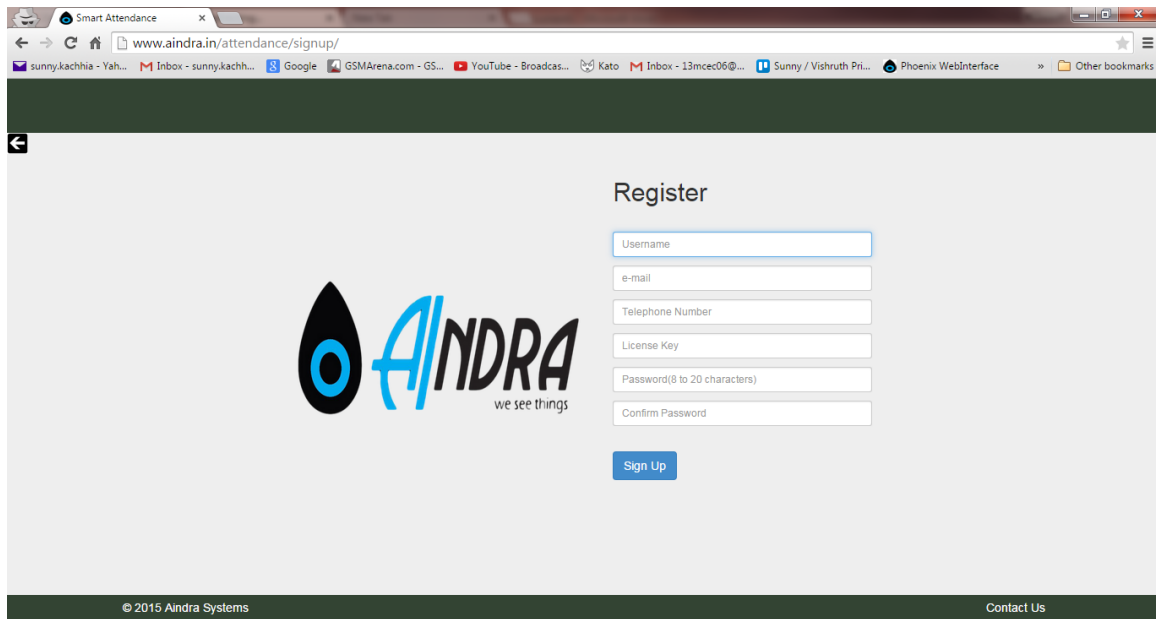 Smart Attendance
www.aindra.in/attendance/signup/
sunny.kachhia - Yah... Inbox - sunny.kachh... Google GSMArena.com - GS... YouTube - Broadcas... Kato Inbox - 13mcec06@... Sunny / Vishruth Pri... Phoenix WebInterface » Other bookmarks
Register
Username
e-mail
Telephone Number
License Key
Password(8 to 20 characters)
Confirm Password
AINDRA
we see things
Sign Up
© 2015 Aindra Systems Contact Us